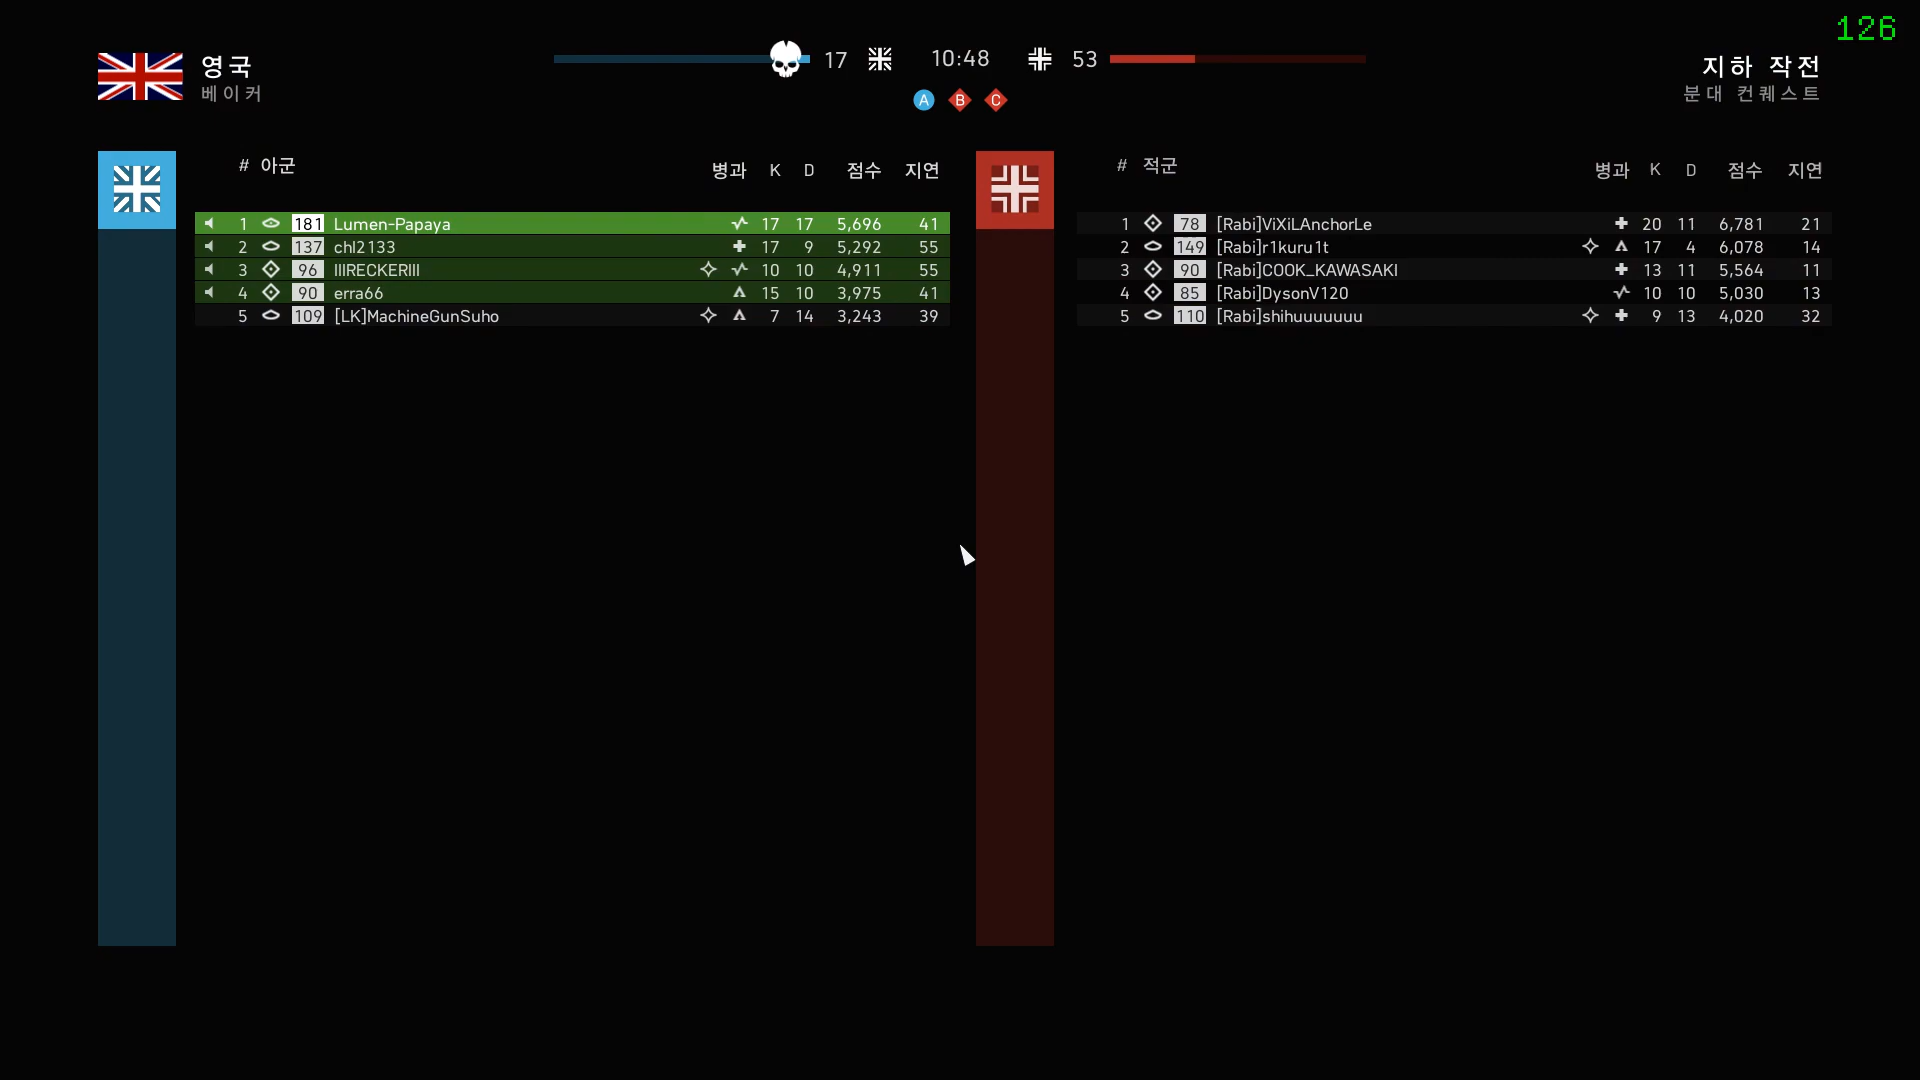 126
영국
베이커
17 10:48 53
A B C
지하 작전
분대 컨퀘스트
# 아군 병과 K D 점수 지연
1 181 Lumen-Papaya 17 17 5,696 41
2 137 chl2133 17 9 5,292 55
3 96 IIIRECKERIII 10 10 4,911 55
4 90 erra66 15 10 3,975 41
5 109 [LK]MachineGunSuho 7 14 3,243 39
# 적군 병과 K D 점수 지연
1 78 [Rabi]ViXiLAnchorLe 20 11 6,781 21
2 149 [Rabi]r1kuru1t 17 4 6,078 14
3 90 [Rabi]COOK_KAWASAKI 13 11 5,564 11
4 85 [Rabi]DysonV120 10 10 5,030 13
5 110 [Rabi]shihuuuuuuu 9 13 4,020 32